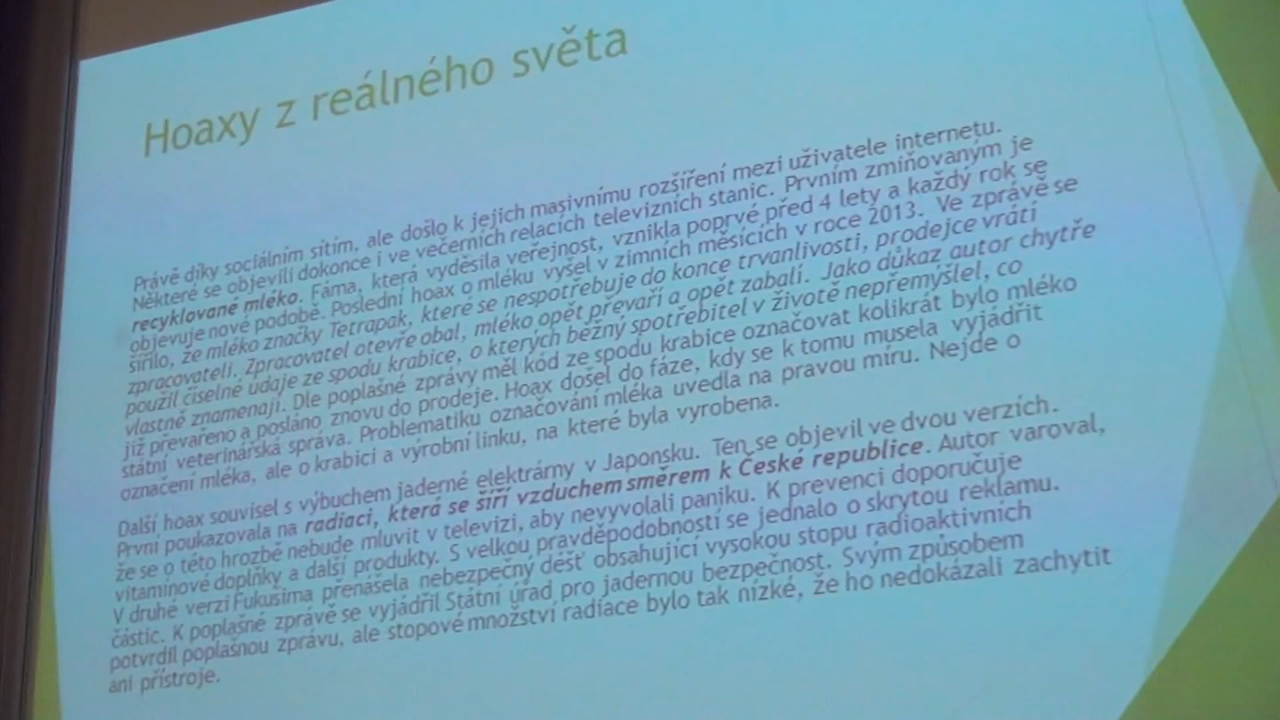 Hoaxy z reálného světa
Právě díky sociálním sítím, ale došlo k jejich masivnímu rozšíření mezi uživatele internetu.
Některé se objevili dokonce i ve večerních relacích televizních stanic. Prvním zmiňovaným je
recyklované mléko. Fáma, která vyděsila veřejnost, vznikla poprvé před 4 lety a každý rok se
objevuje nové podobě. Poslední hoax o mléku vyšel v zimních měsících v roce 2013. Ve zprávě se
šířilo, že mléko značky Tetrapak, které se nespotřebuje do konce trvanlivosti, prodejce vrátí
zpracovateli. Zpracovatel otevře obal, mléko opět převaří a opět zabalí. Jako důkaz autor chytře
použil číselné údaje ze spodu krabice, o kterých běžný spotřebitel v životě nepřemýšlel, co
vlastně znamenají. Dle poplašné zprávy měl kód ze spodu krabice označovat kolikrát bylo mléko
již převařeno a posláno znovu do prodeje. Hoax došel do fáze, kdy se k tomu musela vyjádřit
státní veterinářská správa. Problematiku označování mléka uvedla na pravou míru. Nejde o
označení mléka, ale o krabici a výrobní linku, na které byla vyrobena.
Další hoax souvisel s výbuchem jaderné elektrárny v Japonsku. Ten se objevil ve dvou verzích.
První poukazovala na radiaci, která se šíří vzduchem směrem k České republice. Autor varoval,
že se o této hrozbě nebude mluvit v televizi, aby nevyvolali paniku. K prevenci doporučuje
vitamínové doplňky a další produkty. S velkou pravděpodobností se jednalo o skrytou reklamu.
V druhé verzi Fukušima přenášela nebezpečný déšť obsahující vysokou stopu radioaktivních
částic. K poplašné zprávě se vyjádřil Státní úřad pro jadernou bezpečnost. Svým způsobem
potvrdil poplašnou zprávu, ale stopové množství radiace bylo tak nízké, že ho nedokázali zachytit
ani přístroje.